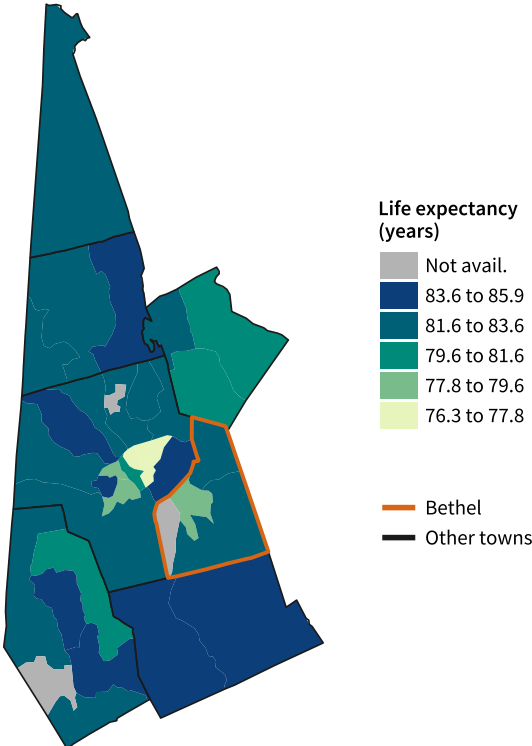 Life expectancy
(years)
Not avail.
83.6 to 85.9
81.6 to 83.6
79.6 to 81.6
77.8 to 79.6
76.3 to 77.8
Bethel
Other towns